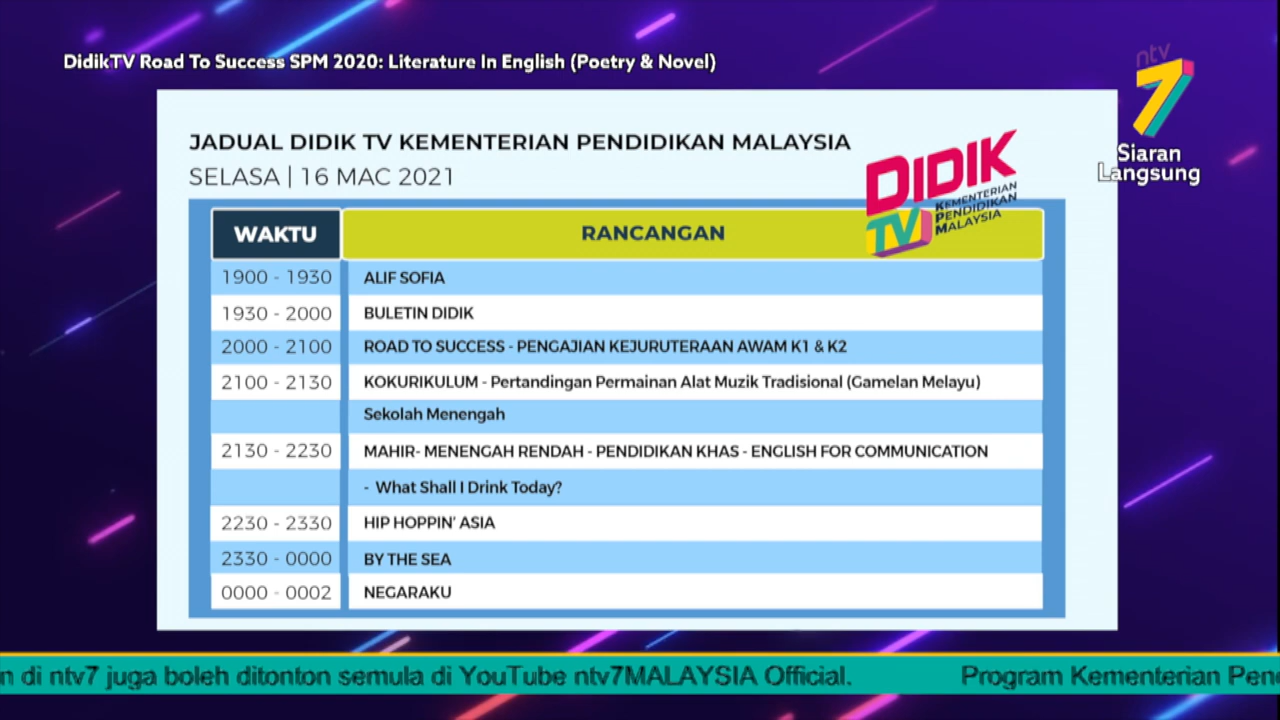 DidikTV Road To Success SPM 2020: Literature In English (Poetry & Novel)
ntv
7
Siaran
Langsung
JADUAL DIDIK TV KEMENTERIAN PENDIDIKAN MALAYSIA
SELASA | 16 MAC 2021
DIDIK
TV
KEMENTERIAN
PENDIDIKAN
MALAYSIA
WAKTU RANCANGAN
1900 - 1930 ALIF SOFIA
1930 - 2000 BULETIN DIDIK
2000 - 2100 ROAD TO SUCCESS - PENGAJIAN KEJURUTERAAN AWAM K1 & K2
2100 - 2130 KOKURIKULUM - Pertandingan Permainan Alat Muzik Tradisional (Gamelan Melayu)
Sekolah Menengah
2130 - 2230 MAHIR- MENENGAH RENDAH - PENDIDIKAN KHAS - ENGLISH FOR COMMUNICATION
- What Shall I Drink Today?
2230 - 2330 HIP HOPPIN' ASIA
2330 - 0000 BY THE SEA
0000 - 0002 NEGARAKU
n di ntv7 juga boleh ditonton semula di YouTube ntv7MALAYSIA Official. Program Kementerian Pen